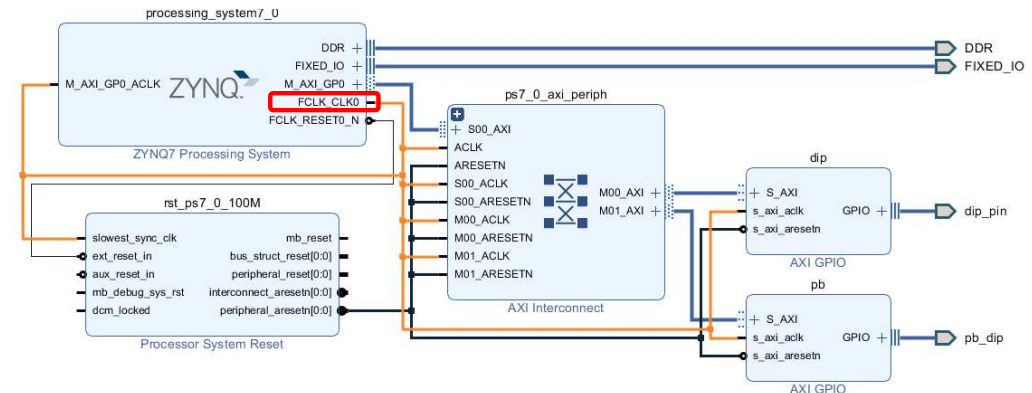 processing_system7_0
DDR
FIXED_IO
M_AXI_GP0_ACLK
ZYNQ
M_AXI_GP0
FCLK_CLK0
FCLK_RESET0_N
ZYNQ7 Processing System
DDR
FIXED_IO
rst_ps7_0_100M
slowest_sync_clk
mb_reset
ext_reset_in
bus_struct_reset[0:0]
aux_reset_in
peripheral_reset[0:0]
mb_debug_sys_rst
interconnect_aresetn[0:0]
dcm_locked
peripheral_aresetn[0:0]
Processor System Reset
ps7_0_axi_periph
S00_AXI
ACLK
ARESETN
S00_ACLK
S00_ARESETN
M00_ACLK
M00_ARESETN
M01_ACLK
M01_ARESETN
M00_AXI
M01_AXI
AXI Interconnect
dip
S_AXI
s_axi_aclk
s_axi_aresetn
GPIO
AXI GPIO
dip_pin
pb
S_AXI
s_axi_aclk
s_axi_aresetn
GPIO
AXI GPIO
pb_dip